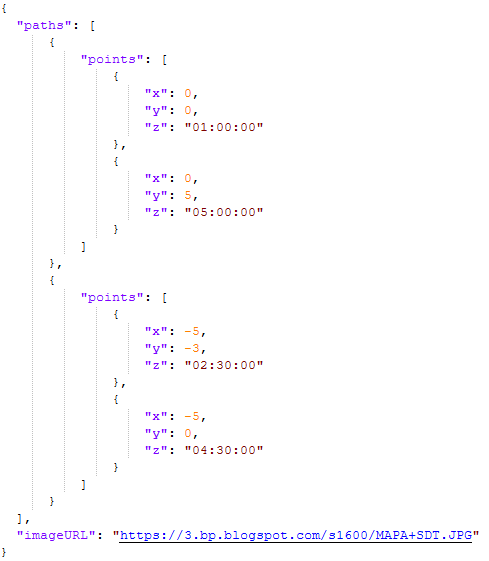 {
  "paths": [
    {
        "points": [
            {
                "x": 0,
                "y": 0,
                "z": "01:00:00"
            },
            {
                "x": 0,
                "y": 5,
                "z": "05:00:00"
            }
        ]
    },
    {
        "points": [
            {
                "x": -5,
                "y": -3,
                "z": "02:30:00"
            },
            {
                "x": -5,
                "y": 0,
                "z": "04:30:00"
            }
        ]
    }
  ],
  "imageURL": "https://3.bp.blogspot.com/s1600/MAPA+SDT.JPG"
}